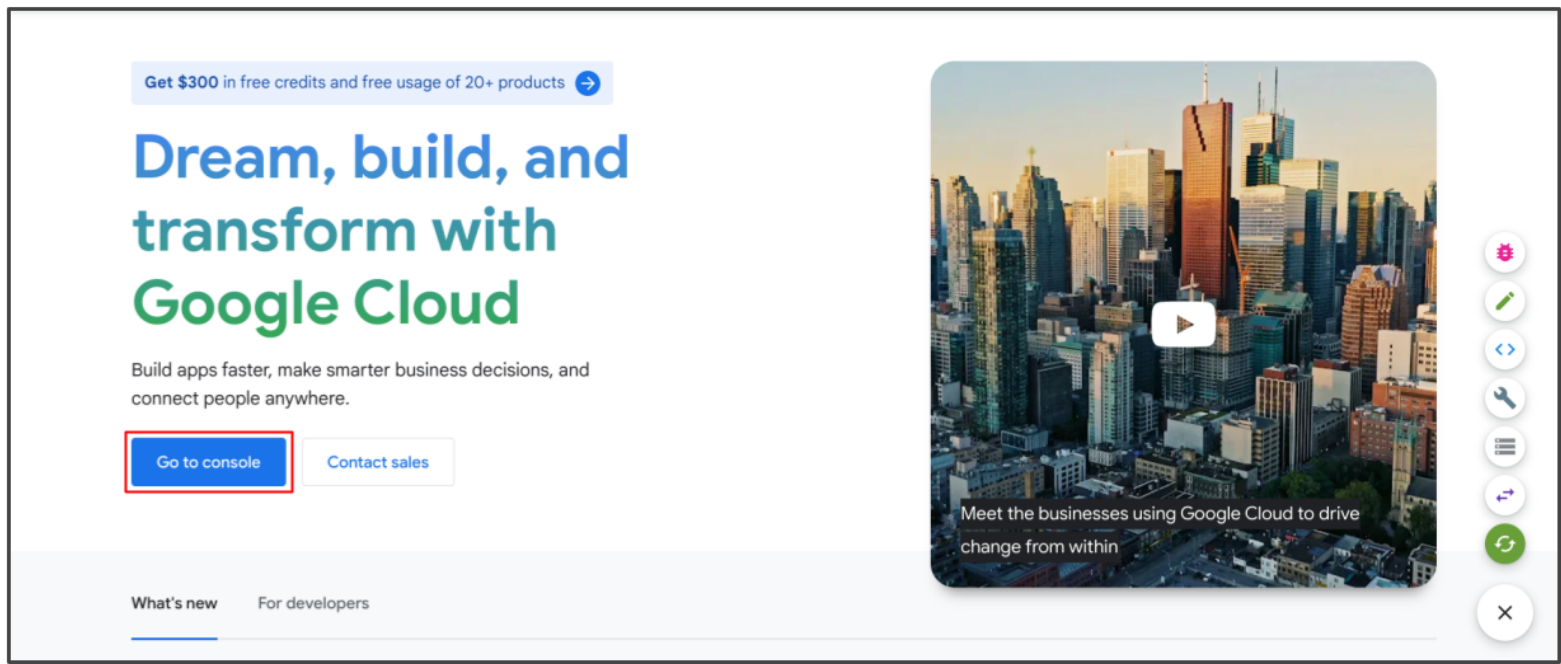 Get $300 in free credits and free usage of 20+ products
Dream, build, and
transform with
Google Cloud
Build apps faster, make smarter business decisions, and
connect people anywhere.
Go to console
Contact sales
Meet the businesses using Google Cloud to drive
change from within
What's new
For developers